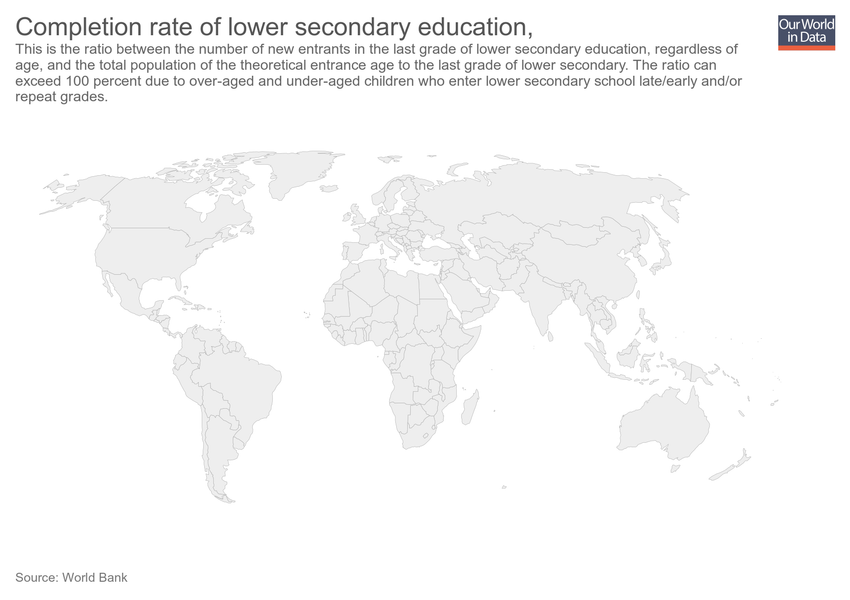 Completion rate of lower secondary education,
Our World
in Data
This is the ratio between the number of new entrants in the last grade of lower secondary education, regardless of
age, and the total population of the theoretical entrance age to the last grade of lower secondary. The ratio can
exceed 100 percent due to over-aged and under-aged children who enter lower secondary school late/early and/or
repeat grades.
Source: World Bank